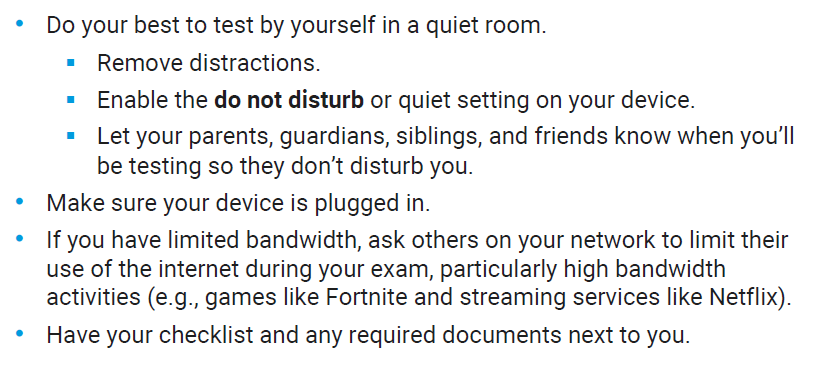 • Do your best to test by yourself in a quiet room.
▪ Remove distractions.
▪ Enable the do not disturb or quiet setting on your device.
▪ Let your parents, guardians, siblings, and friends know when you’ll
be testing so they don’t disturb you.
• Make sure your device is plugged in.
• If you have limited bandwidth, ask others on your network to limit their
use of the internet during your exam, particularly high bandwidth
activities (e.g., games like Fortnite and streaming services like Netflix).
• Have your checklist and any required documents next to you.